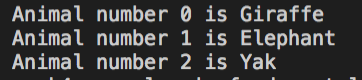 Animal number 0 is Giraffe
Animal number 1 is Elephant
Animal number 2 is Yak